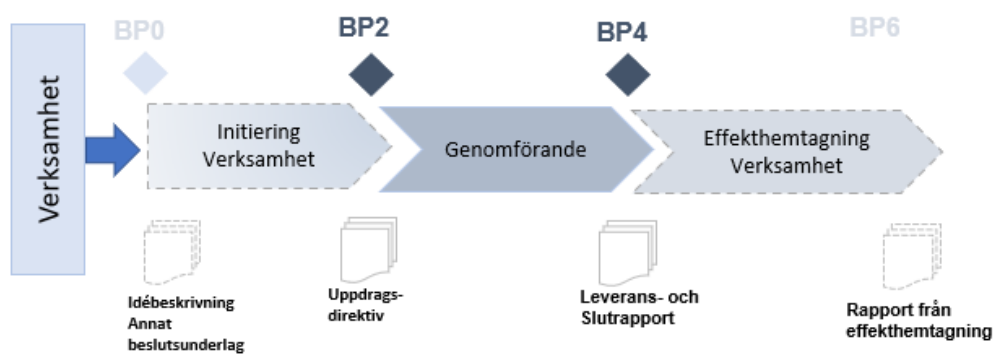 BP0
BP2
BP4
BP6
Verksamhet
Initiering
Verksamhet
Genomförande
Effekthemtagning
Verksamhet
Idébeskrivning
Annat
beslutsunderlag
Uppdrags-
direktiv
Leverans- och
Slutrapport
Rapport från
effekthemtagning